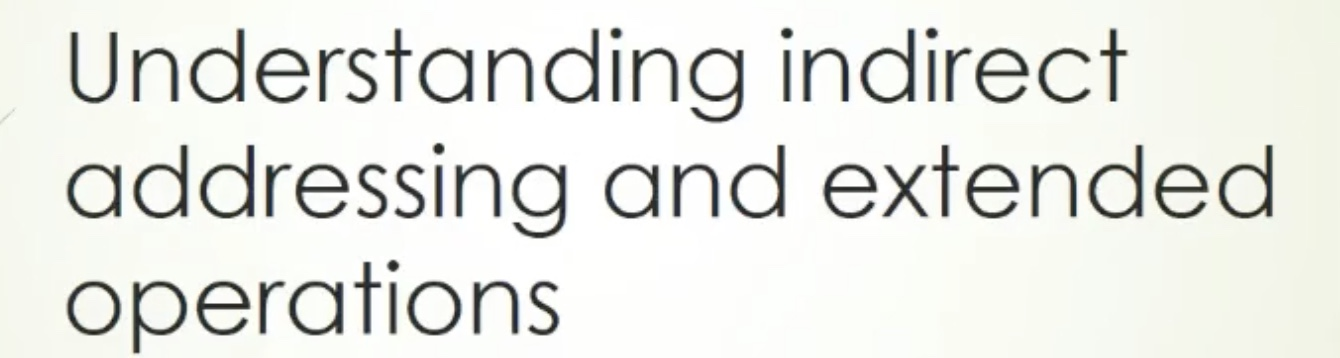 Understanding indirect
addressing and extended
operations